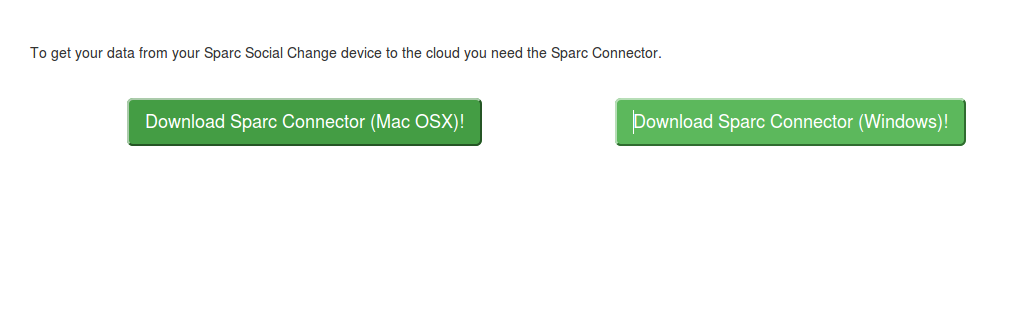 To get your data from your Sparc Social Change device to the cloud you need the Sparc Connector.
Download Sparc Connector (Mac OSX)!
Download Sparc Connector (Windows)!